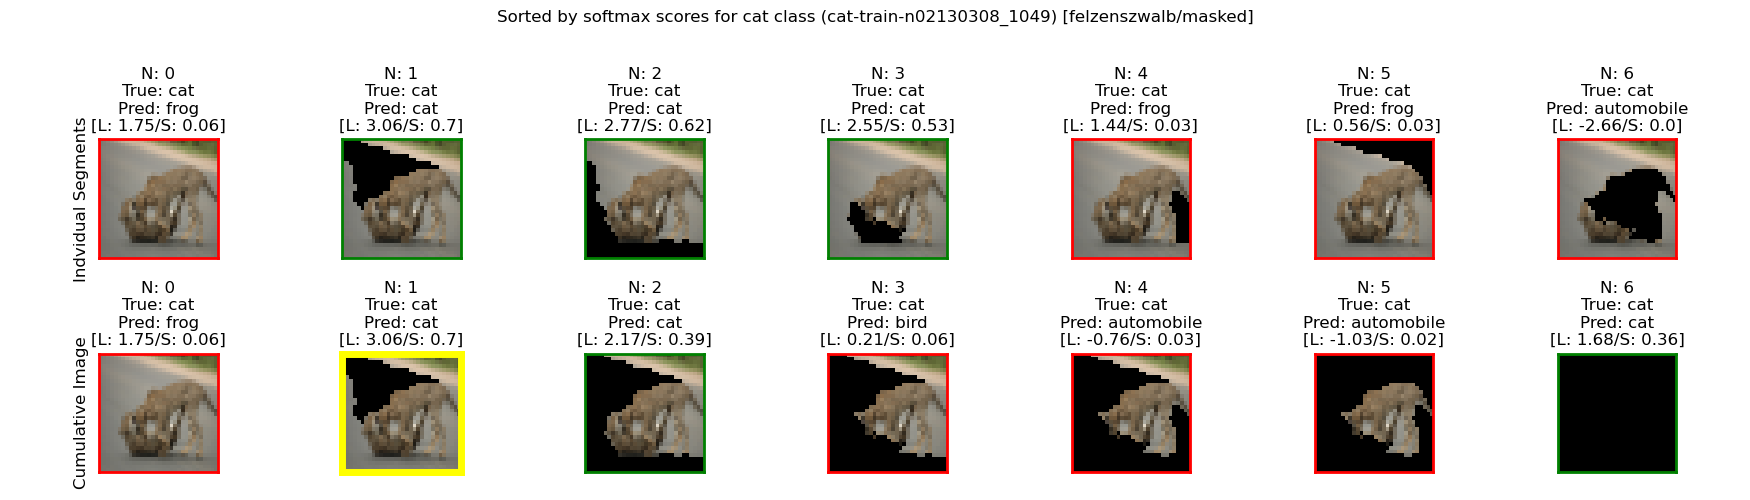 Sorted by softmax scores for cat class (cat-train-n02130308_1049) [felzenszwalb/masked]
Indvidual Segments
N: 0
True: cat
Pred: frog
[L: 1.75/S: 0.06]
N: 1
True: cat
Pred: cat
[L: 3.06/S: 0.7]
N: 2
True: cat
Pred: cat
[L: 2.77/S: 0.62]
N: 3
True: cat
Pred: cat
[L: 2.55/S: 0.53]
N: 4
True: cat
Pred: frog
[L: 1.44/S: 0.03]
N: 5
True: cat
Pred: frog
[L: 0.56/S: 0.03]
N: 6
True: cat
Pred: automobile
[L: -2.66/S: 0.0]
Cumulative Image
N: 0
True: cat
Pred: frog
[L: 1.75/S: 0.06]
N: 1
True: cat
Pred: cat
[L: 3.06/S: 0.7]
N: 2
True: cat
Pred: cat
[L: 2.17/S: 0.39]
N: 3
True: cat
Pred: bird
[L: 0.21/S: 0.06]
N: 4
True: cat
Pred: automobile
[L: -0.76/S: 0.03]
N: 5
True: cat
Pred: automobile
[L: -1.03/S: 0.02]
N: 6
True: cat
Pred: cat
[L: 1.68/S: 0.36]